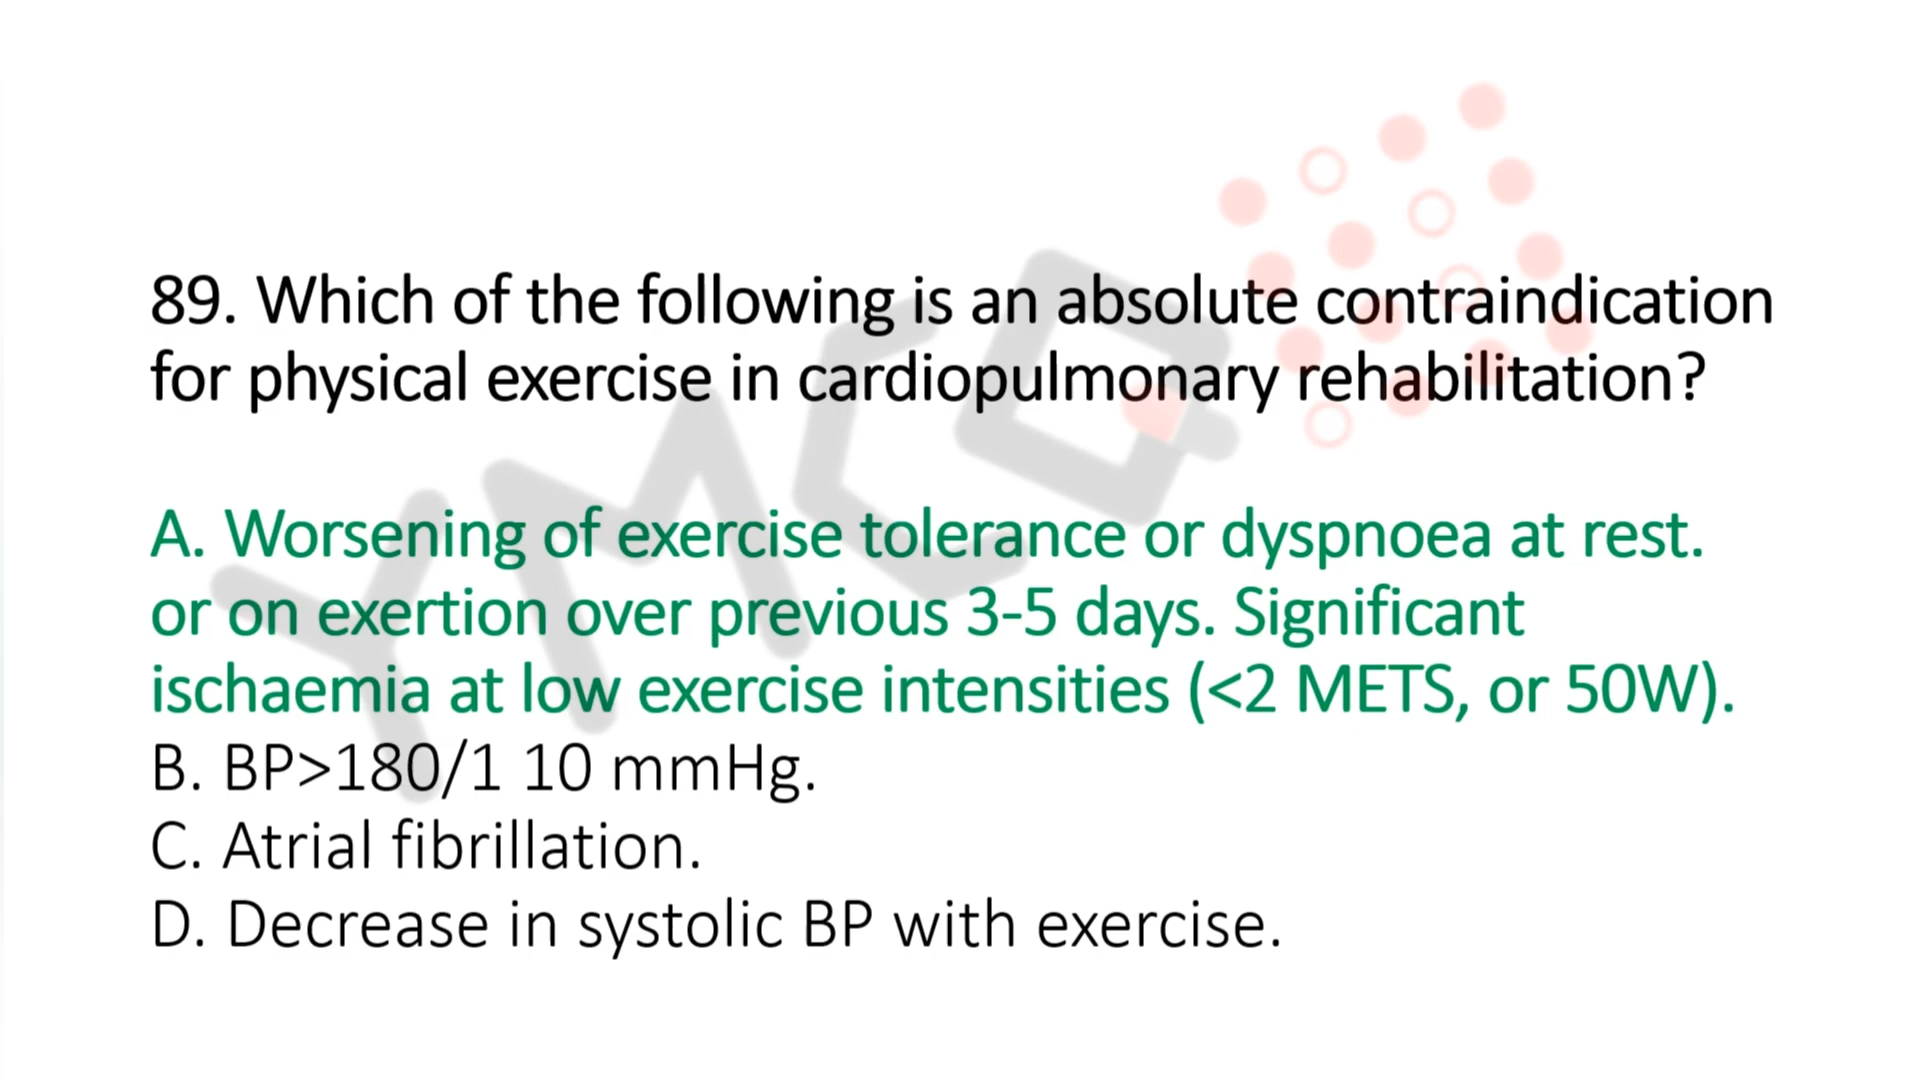 89. Which of the following is an absolute contraindication
for physical exercise in cardiopulmonary rehabilitation?
A. Worsening of exercise tolerance or dyspnoea at rest.
or on exertion over previous 3-5 days. Significant
ischaemia at low exercise intensities (<2 METS, or 50W).
B. BP>180/1 10 mmHg.
C. Atrial fibrillation.
D. Decrease in systolic BP with exercise.
YMCQ